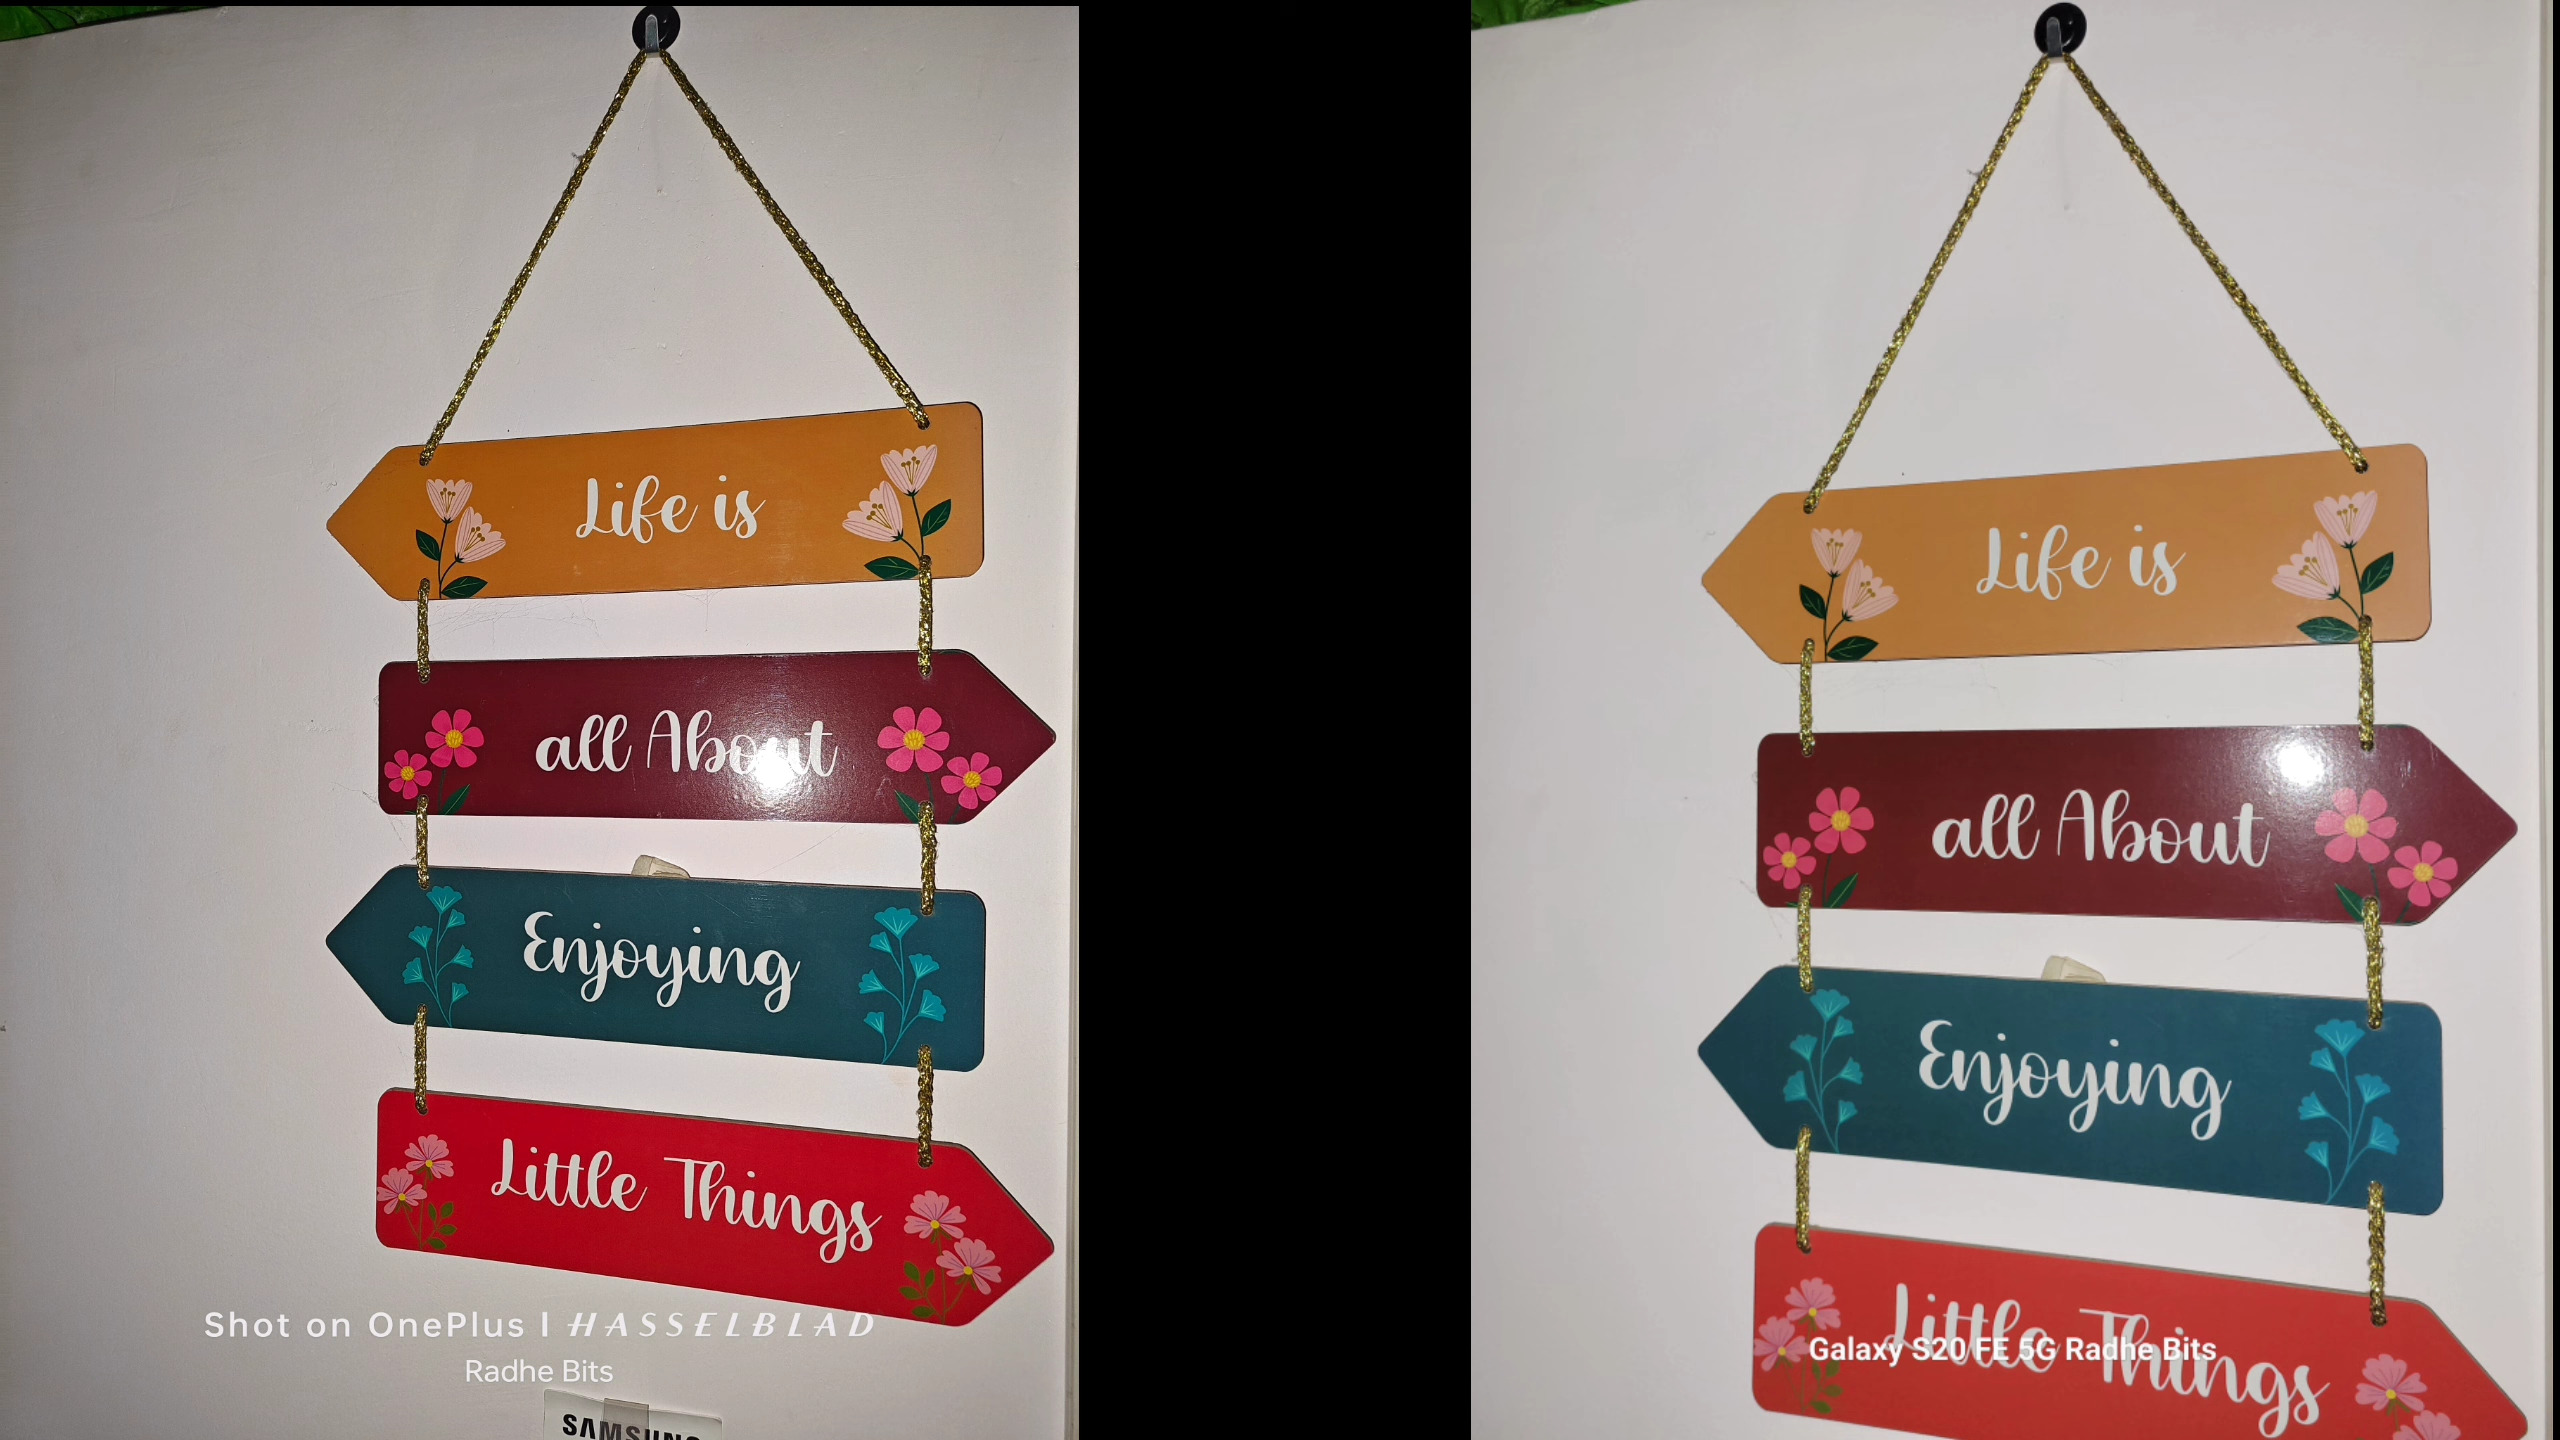 Life is
all About
Enjoying
Little Things
Shot on OnePlus | HASSELBLAD
Radhe Bits
SAMSUNG
Life is
all About
Enjoying
Little Things
Galaxy S20 FE 5G Radhe Bits